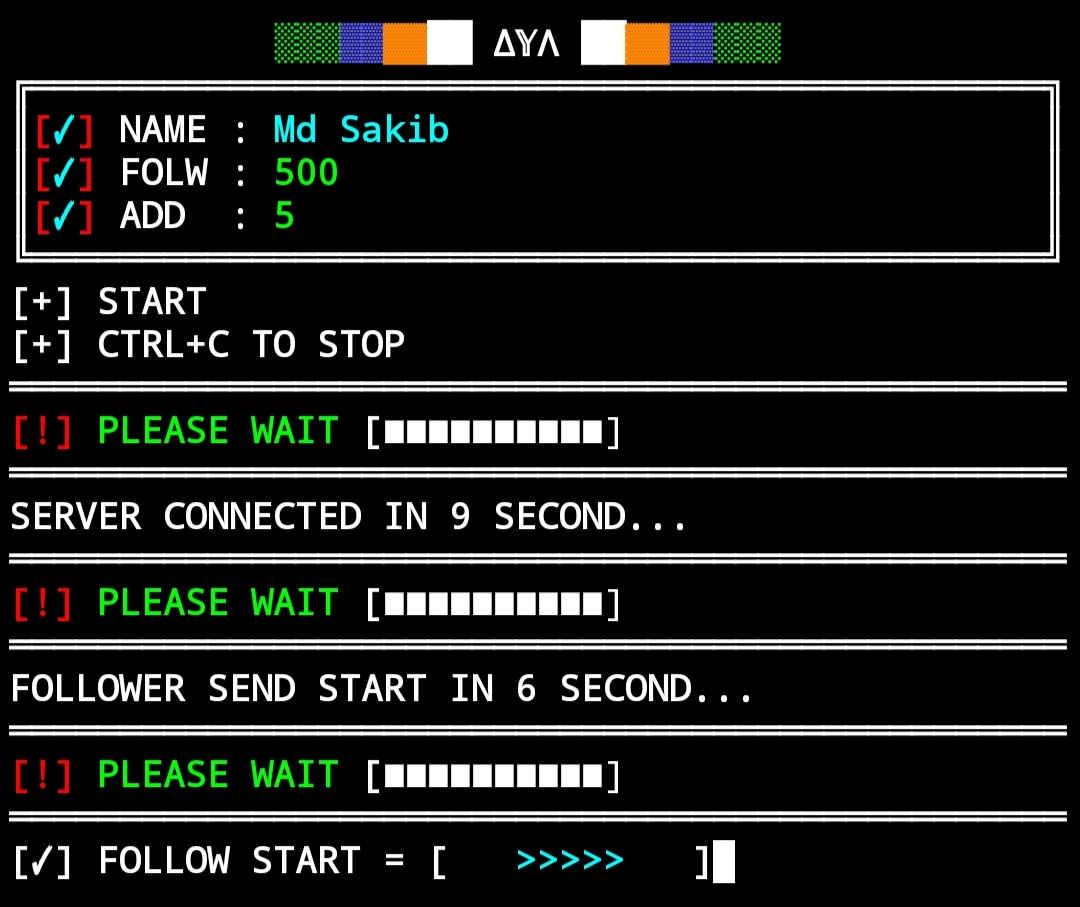 ΔƔΛ
[✓] NAME : Md Sakib
[✓] FOLW : 500
[✓] ADD  : 5
[+] START
[+] CTRL+C TO STOP
[!] PLEASE WAIT [■■■■■■■■■■]
SERVER CONNECTED IN 9 SECOND...
[!] PLEASE WAIT [■■■■■■■■■■]
FOLLOWER SEND START IN 6 SECOND...
[!] PLEASE WAIT [■■■■■■■■■■]
[✓] FOLLOW START = [   >>>>>   ]